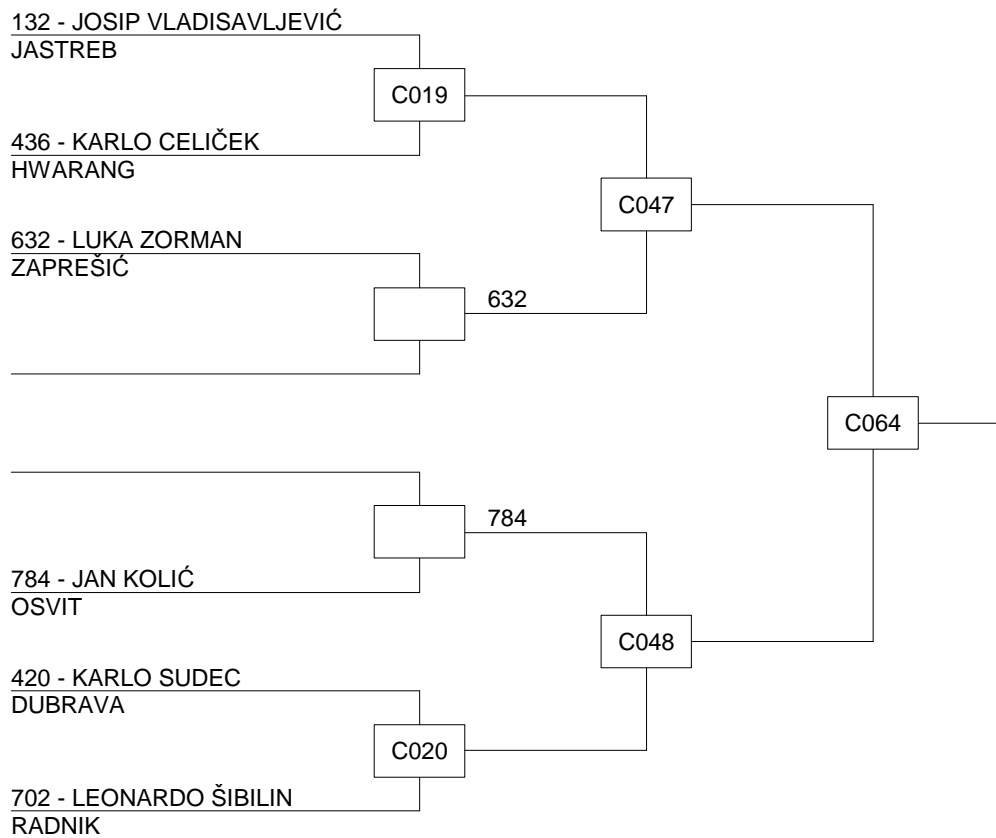 132 - JOSIP VLADISAVLJEVIĆ
JASTREB
C019
436 - KARLO CELIČEK
HWARANG
C047
632 - LUKA ZORMAN
ZAPREŠIĆ
632
C064
784
784 - JAN KOLIĆ
OSVIT
C048
420 - KARLO SUDEC
DUBRAVA
C020
702 - LEONARDO ŠIBILIN
RADNIK